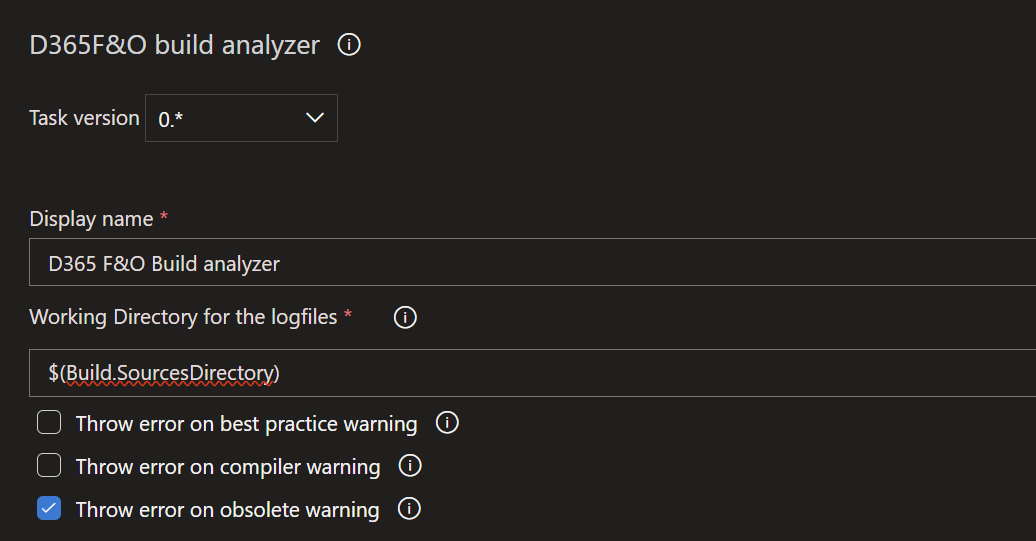 D365F&O build analyzer
Task version 0.*
Display name *
D365 F&O Build analyzer
Working Directory for the logfiles *
$(Build.SourcesDirectory)
Throw error on best practice warning
Throw error on compiler warning
Throw error on obsolete warning